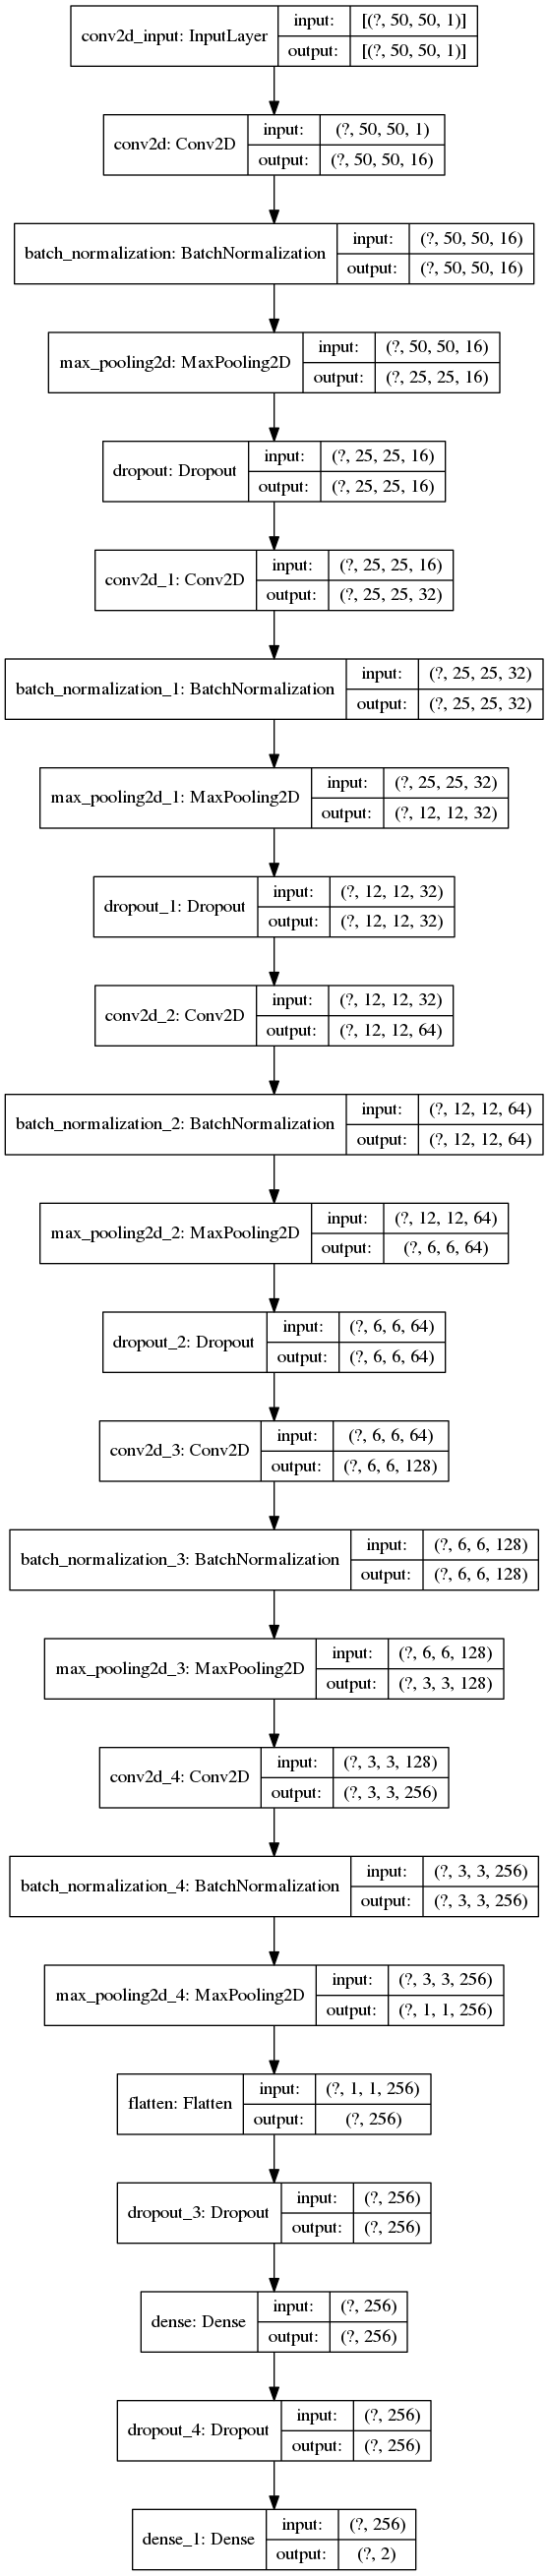 conv2d_input: InputLayer
input: [(?, 50, 50, 1)]
output: [(?, 50, 50, 1)]
conv2d: Conv2D
input: (?, 50, 50, 1)
output: (?, 50, 50, 16)
batch_normalization: BatchNormalization
input: (?, 50, 50, 16)
output: (?, 50, 50, 16)
max_pooling2d: MaxPooling2D
input: (?, 50, 50, 16)
output: (?, 25, 25, 16)
dropout: Dropout
input: (?, 25, 25, 16)
output: (?, 25, 25, 16)
conv2d_1: Conv2D
input: (?, 25, 25, 16)
output: (?, 25, 25, 32)
batch_normalization_1: BatchNormalization
input: (?, 25, 25, 32)
output: (?, 25, 25, 32)
max_pooling2d_1: MaxPooling2D
input: (?, 25, 25, 32)
output: (?, 12, 12, 32)
dropout_1: Dropout
input: (?, 12, 12, 32)
output: (?, 12, 12, 32)
conv2d_2: Conv2D
input: (?, 12, 12, 32)
output: (?, 12, 12, 64)
batch_normalization_2: BatchNormalization
input: (?, 12, 12, 64)
output: (?, 12, 12, 64)
max_pooling2d_2: MaxPooling2D
input: (?, 12, 12, 64)
output: (?, 6, 6, 64)
dropout_2: Dropout
input: (?, 6, 6, 64)
output: (?, 6, 6, 64)
conv2d_3: Conv2D
input: (?, 6, 6, 64)
output: (?, 6, 6, 128)
batch_normalization_3: BatchNormalization
input: (?, 6, 6, 128)
output: (?, 6, 6, 128)
max_pooling2d_3: MaxPooling2D
input: (?, 6, 6, 128)
output: (?, 3, 3, 128)
conv2d_4: Conv2D
input: (?, 3, 3, 128)
output: (?, 3, 3, 256)
batch_normalization_4: BatchNormalization
input: (?, 3, 3, 256)
output: (?, 3, 3, 256)
max_pooling2d_4: MaxPooling2D
input: (?, 3, 3, 256)
output: (?, 1, 1, 256)
flatten: Flatten
input: (?, 1, 1, 256)
output: (?, 256)
dropout_3: Dropout
input: (?, 256)
output: (?, 256)
dense: Dense
input: (?, 256)
output: (?, 256)
dropout_4: Dropout
input: (?, 256)
output: (?, 256)
dense_1: Dense
input: (?, 256)
output: (?, 2)